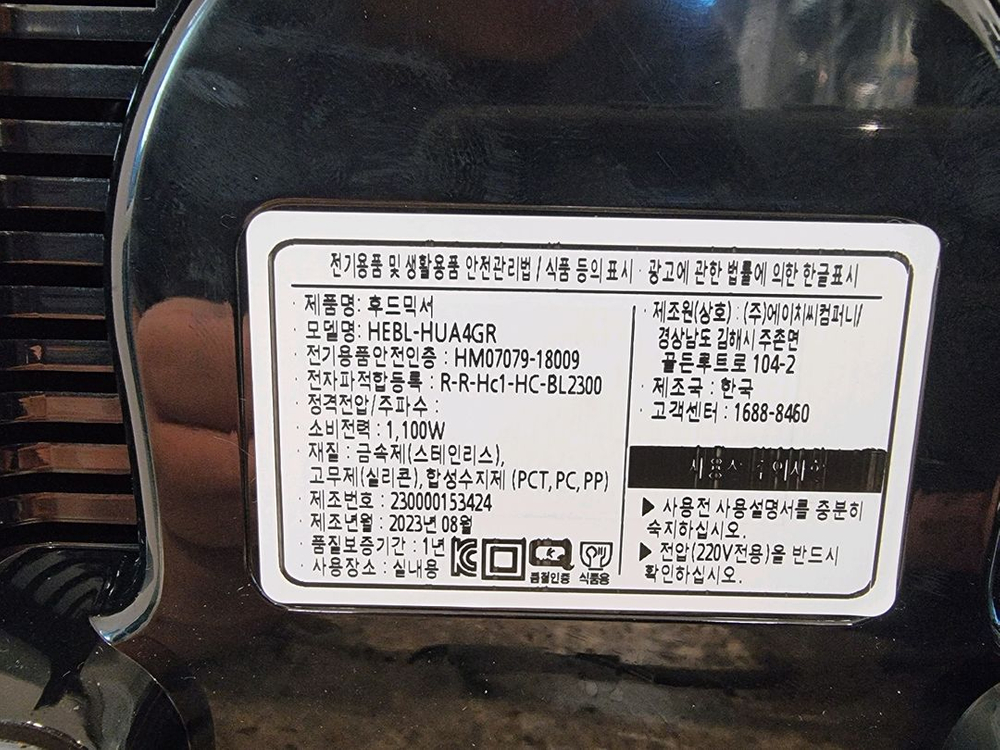 전기용품 및 생활용품 안전관리법 / 식품 등의 표시·광고에 관한 법률에 의한 한글표시
· 제품명: 후드믹서
· 모델명: HEBL-HUA4GR
· 전기용품안전인증 : HM07079-18009
· 전자파적합등록 : R-R-Hc1-HC-BL2300
· 정격전압/주파수 :
· 소비전력 : 1,100W
· 재질 : 금속제(스테인리스),
고무제(실리콘), 합성수지제 (PCT, PC, PP)
· 제조번호 : 230000153424
· 제조년월 : 2023년 08월
· 품질보증기간 : 1년
· 사용장소 : 실내용
품질인증
식품용
· 제조원(상호) : (주)에이치씨컴퍼니/
경상남도 김해시 주촌면
골든루트로 104-2
· 제조국 : 한국
· 고객센터 : 1688-8460
사용상 주의사항
▶ 사용전 사용설명서를 충분히
숙지하십시오.
▶ 전압(220V전용)을 반드시
확인하십시오.